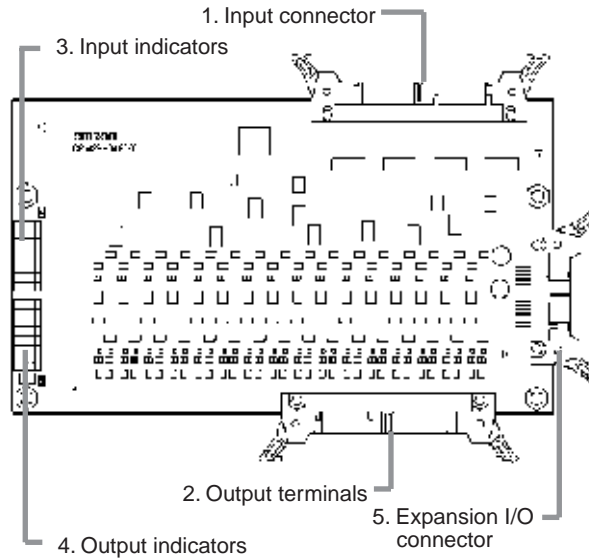 1. Input connector
3. Input indicators
2. Output terminals
5. Expansion I/O
connector
4. Output indicators